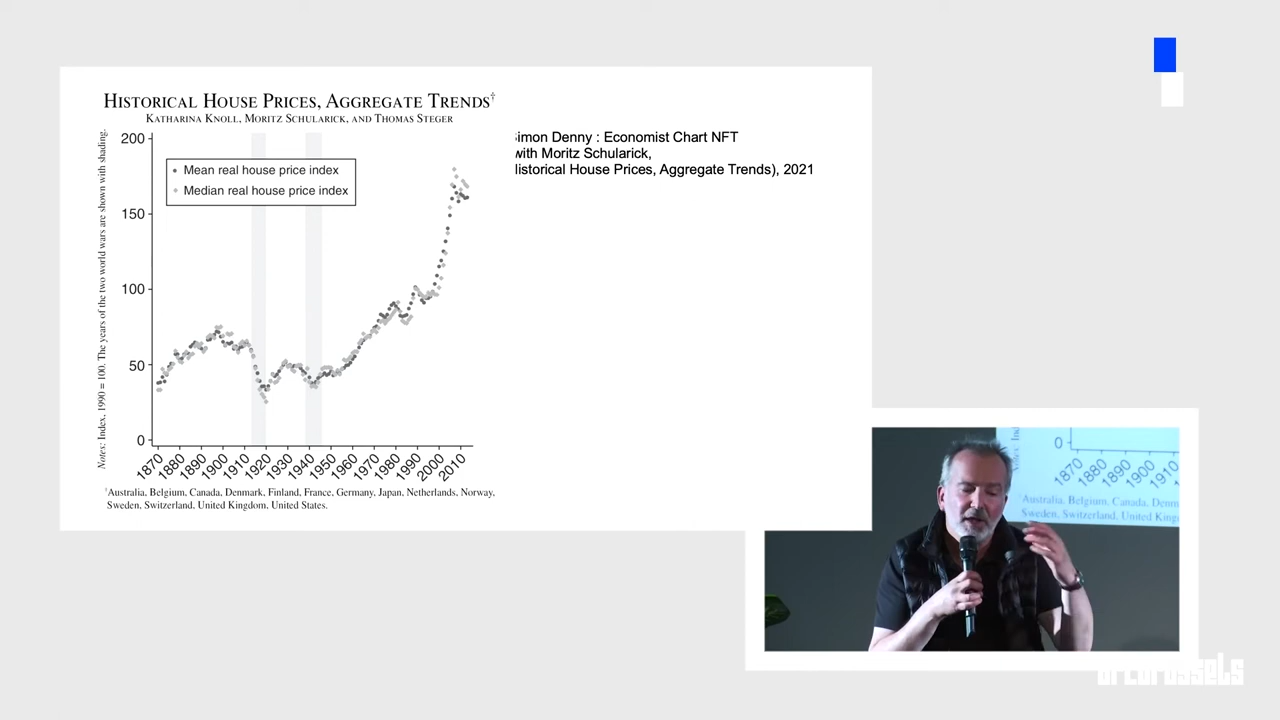 HISTORICAL HOUSE PRICES, AGGREGATE TRENDS†
KATHARINA KNOLL, MORITZ SCHULARICK, AND THOMAS STEGER
Notes: Index, 1990 = 100. The years of the two world wars are shown with shading.
200
150
100
50
0
Mean real house price index
Median real house price index
1870 1880 1890 1900 1910 1920 1930 1940 1950 1960 1970 1980 1990 2000 2010
†Australia, Belgium, Canada, Denmark, Finland, France, Germany, Japan, Netherlands, Norway,
Sweden, Switzerland, United Kingdom, United States.
imon Denny : Economist Chart NFT
with Moritz Schularick,
istorical House Prices, Aggregate Trends), 2021
0
1870 1880 1890 1900 1910
†Australia, Belgium, Canada, Denm
Sweden, Switzerland, United King